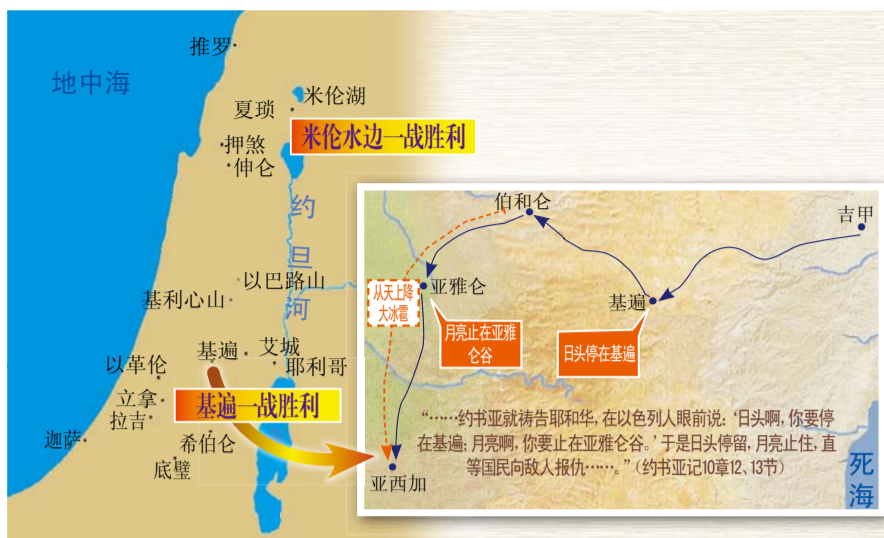 推罗
地中海
米伦湖
夏琐
米伦水边一战胜利
押煞
伸仑
约
旦
河
以巴路山
基利心山
基遍
艾城
耶利哥
以革伦
基遍一战胜利
立拿
拉吉
迦萨
希伯仑
底璧
伯和仑
吉甲
亚雅仑
从天上降
大冰雹
基遍
月亮止在亚雅
仑谷
日头停在基遍
“……约书亚就祷告耶和华，在以色列人眼前说：‘日头啊，你要停
在基遍；月亮啊，你要止在亚雅仑谷。’于是日头停留，月亮止住，直
等国民向敌人报仇……。”（约书亚记10章12、13节）
亚西加
死
海